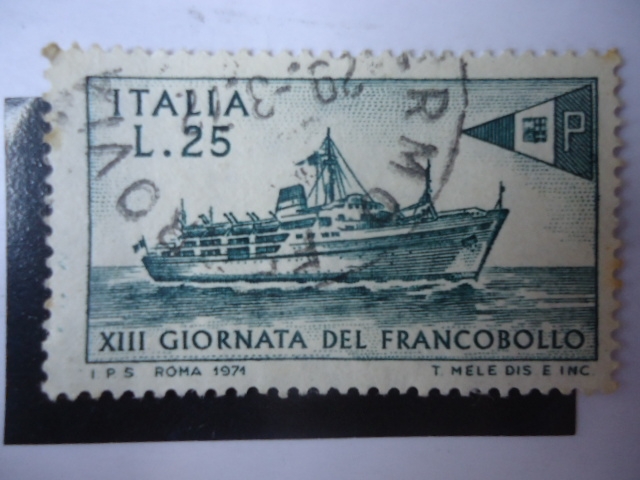 ITALIA
L. 25
P
XIII GIORNATA DEL FRANCOBOLLO
I P S ROMA 1971
T. MELE DIS E INC.